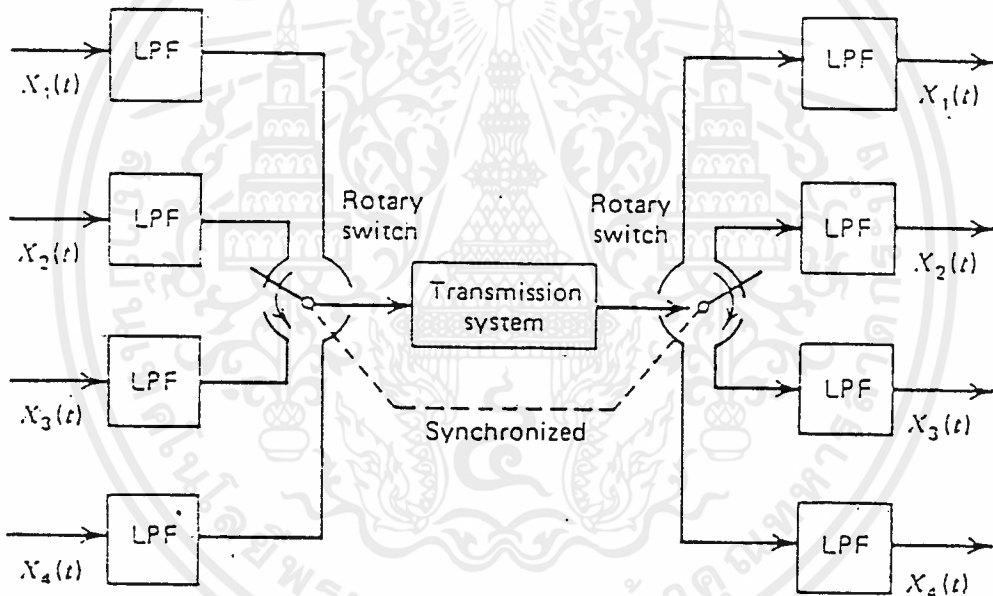 LPF
X₁(t)
LPF
X₂(t)
LPF
X₃(t)
LPF
X₄(t)
Rotary
switch
Transmission
system
Synchronized
Rotary
switch
LPF
X₁(t)
LPF
X₂(t)
LPF
X₃(t)
LPF
X₄(t)